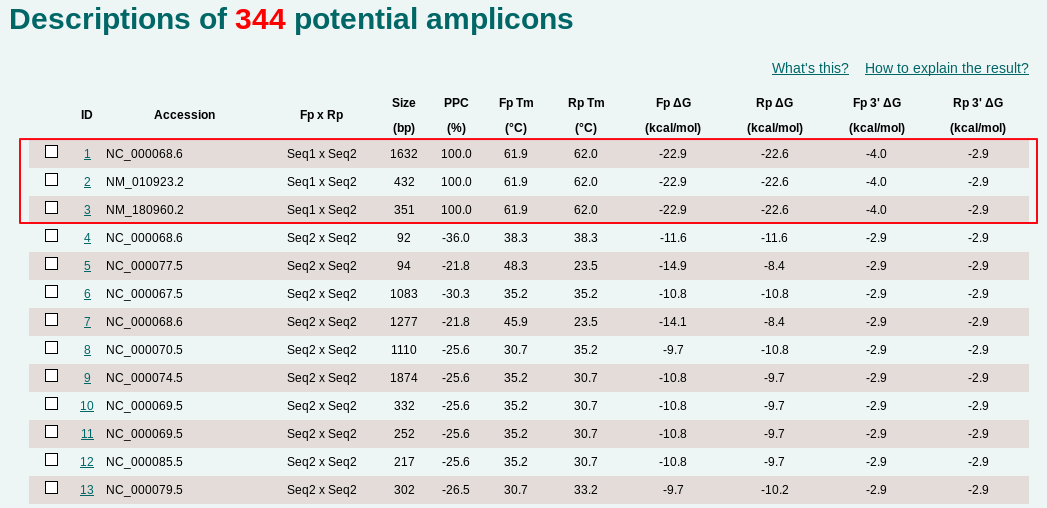 Descriptions of 344 potential amplicons
What's this? How to explain the result?
ID Accession Fp x Rp Size (bp) PPC (%) Fp Tm (°C) Rp Tm (°C) Fp ΔG (kcal/mol) Rp ΔG (kcal/mol) Fp 3' ΔG (kcal/mol) Rp 3' ΔG (kcal/mol)
1 NC_000068.6 Seq1 x Seq2 1632 100.0 61.9 62.0 -22.9 -22.6 -4.0 -2.9
2 NM_010923.2 Seq1 x Seq2 432 100.0 61.9 62.0 -22.9 -22.6 -4.0 -2.9
3 NM_180960.2 Seq1 x Seq2 351 100.0 61.9 62.0 -22.9 -22.6 -4.0 -2.9
4 NC_000068.6 Seq2 x Seq2 92 -36.0 38.3 38.3 -11.6 -11.6 -2.9 -2.9
5 NC_000077.5 Seq2 x Seq2 94 -21.8 48.3 23.5 -14.9 -8.4 -2.9 -2.9
6 NC_000067.5 Seq2 x Seq2 1083 -30.3 35.2 35.2 -10.8 -10.8 -2.9 -2.9
7 NC_000068.6 Seq2 x Seq2 1277 -21.8 45.9 23.5 -14.1 -8.4 -2.9 -2.9
8 NC_000070.5 Seq2 x Seq2 1110 -25.6 30.7 35.2 -9.7 -10.8 -2.9 -2.9
9 NC_000074.5 Seq2 x Seq2 1874 -25.6 35.2 30.7 -10.8 -9.7 -2.9 -2.9
10 NC_000069.5 Seq2 x Seq2 332 -25.6 35.2 30.7 -10.8 -9.7 -2.9 -2.9
11 NC_000069.5 Seq2 x Seq2 252 -25.6 35.2 30.7 -10.8 -9.7 -2.9 -2.9
12 NC_000085.5 Seq2 x Seq2 217 -25.6 35.2 30.7 -10.8 -9.7 -2.9 -2.9
13 NC_000079.5 Seq2 x Seq2 302 -26.5 30.7 33.2 -9.7 -10.2 -2.9 -2.9